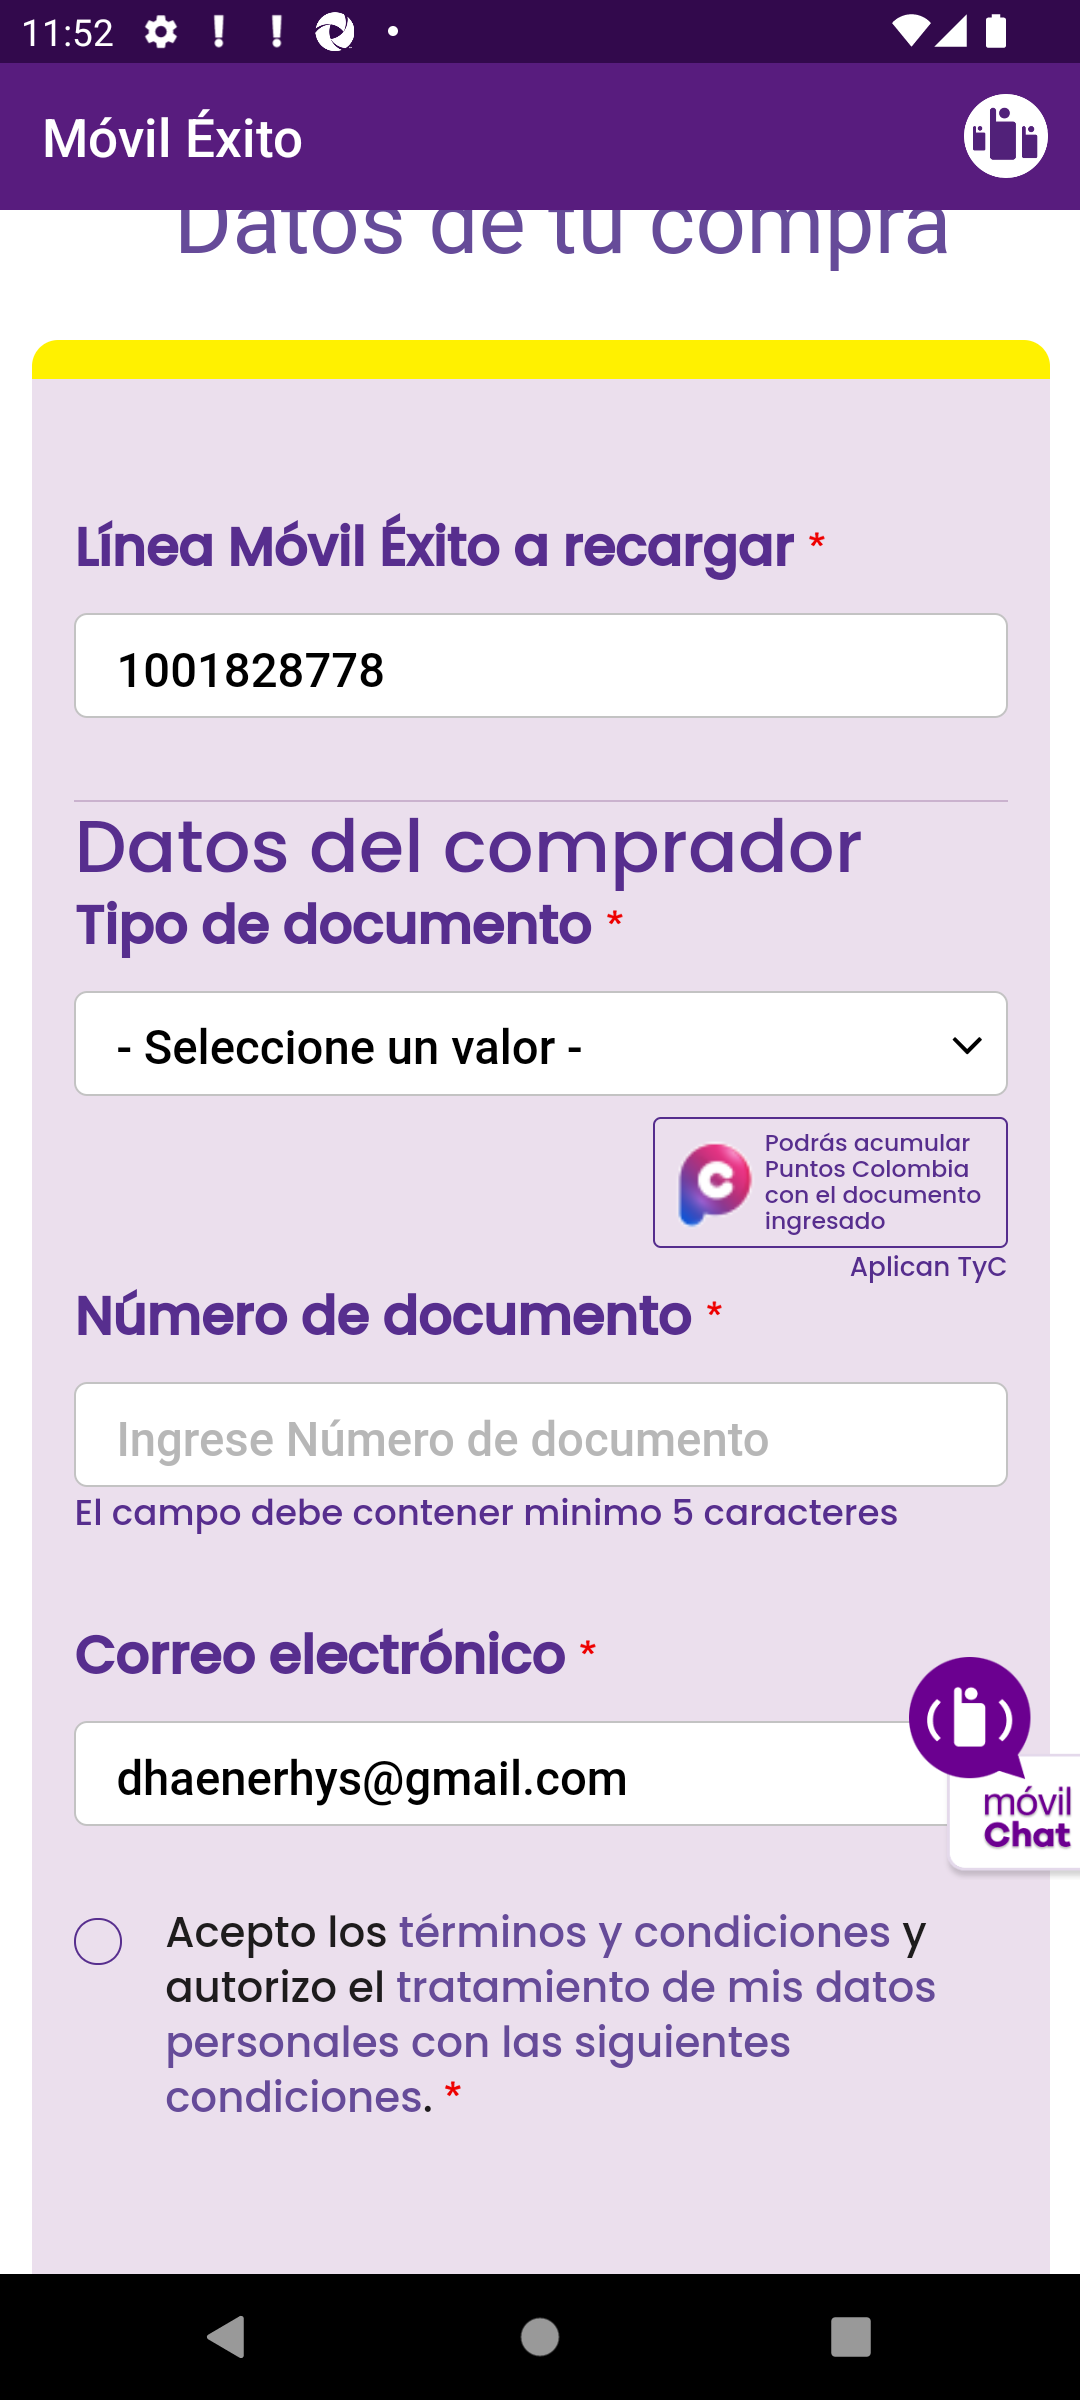 11:52
Móvil Éxito
Datos de tu compra
Línea Móvil Éxito a recargar *
1001828778
Datos del comprador
Tipo de documento *
- Seleccione un valor -
Podrás acumular
Puntos Colombia
con el documento
ingresado
Aplican TyC
Número de documento *
Ingrese Número de documento
El campo debe contener minimo 5 caracteres
Correo electrónico *
dhaenerhys@gmail.com
móvil
Chat
Acepto los términos y condiciones y
autorizo el tratamiento de mis datos
personales con las siguientes
condiciones. *